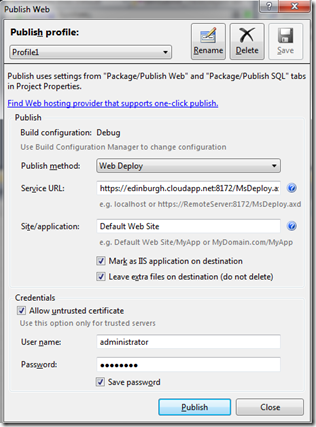 Publish Web
Publish profile:
Profile1
Rename
Delete
Save
Publish uses settings from "Package/Publish Web" and "Package/Publish SQL" tabs
in Project Properties.
Find Web hosting provider that supports one-click publish.
Publish
Build configuration: Debug
Use Build Configuration Manager to change configuration
Publish method: Web Deploy
Service URL: https://edinburgh.cloudapp.net:8172/MsDeploy.a
e.g. localhost or https://RemoteServer:8172/MsDeploy.axd
Site/application: Default Web Site
e.g. Default Web Site/MyApp or MyDomain.com/MyApp
Mark as IIS application on destination
Leave extra files on destination (do not delete)
Credentials
Allow untrusted certificate
Use this option only for trusted servers
User name: administrator
Password: ●●●●●●●●
Save password
Publish
Close